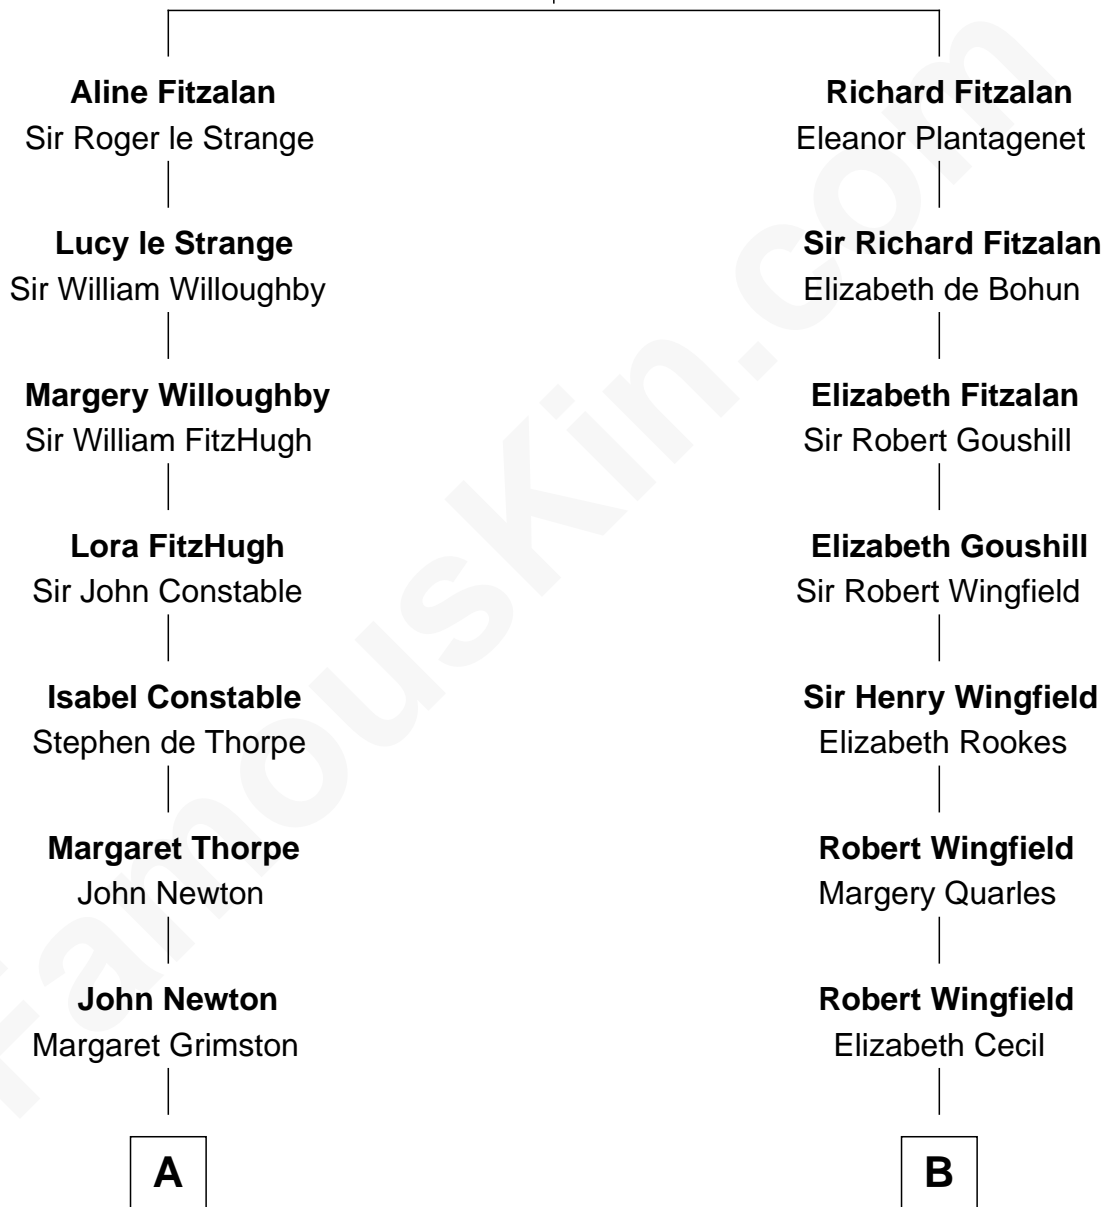 Aline Fitzalan
Sir Roger le Strange
Richard Fitzalan
Eleanor Plantagenet
Lucy le Strange
Sir William Willoughby
Sir Richard Fitzalan
Elizabeth de Bohun
Margery Willoughby
Sir William FitzHugh
Elizabeth Fitzalan
Sir Robert Goushill
Lora FitzHugh
Sir John Constable
Elizabeth Goushill
Sir Robert Wingfield
Isabel Constable
Stephen de Thorpe
Sir Henry Wingfield
Elizabeth Rookes
Margaret Thorpe
John Newton
Robert Wingfield
Margery Quarles
John Newton
Margaret Grimston
Robert Wingfield
Elizabeth Cecil
A
B
FamousKin.com